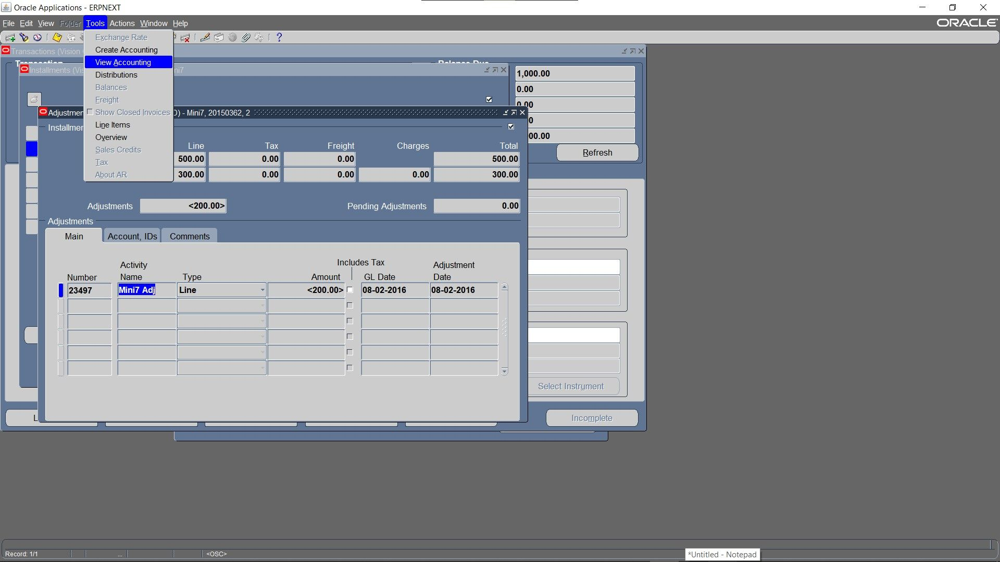 Oracle Applications - ERPNEXT
File Edit View Folder Tools Actions Window Help
ORACLE
Exchange Rate
Create Accounting
View Accounting
Distributions
Balances
Freight
Show Closed Invoices
Line Items
Overview
Sales Credits
Tax
About AR
Transactions (Vision
Transaction
Balance Due
Installments (Vis
ni7
1,000.00
0.00
0.00
0
00.00
Refresh
Adjustmen
) - Mini7, 20150362, 2
Installmen
Line Tax Freight Charges Total
500.00 0.00 0.00 500.00
300.00 0.00 0.00 0.00 300.00
Adjustments <200.00> Pending Adjustments 0.00
Adjustments
Main Account, IDs Comments
Includes Tax
Activity Adjustment
Number Name Type Amount GL Date Date
23497 Mini7 Adj Line <200.00> 08-02-2016 08-02-2016
Select Instrument
L
Incomplete
Record: 1/1 ... <OSC>
*Untitled - Notepad